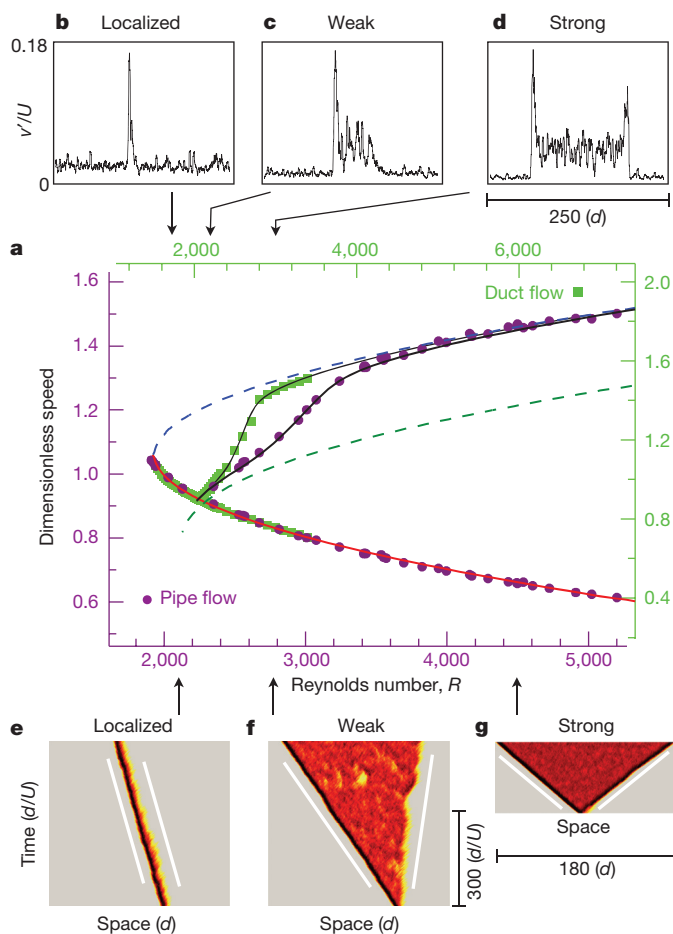 b Localized
c Weak
d Strong
0.18
v′/U
0
250 (d)
a
2,000 4,000 6,000
1.6
1.4
1.2
1.0
0.8
0.6
Dimensionless speed
Duct flow
2.0
1.6
1.2
0.8
0.4
Pipe flow
2,000 3,000 4,000 5,000
Reynolds number, R
e Localized
f Weak
g Strong
Time (d/U)
Space (d)
Space (d)
300 (d/U)
Space
180 (d)